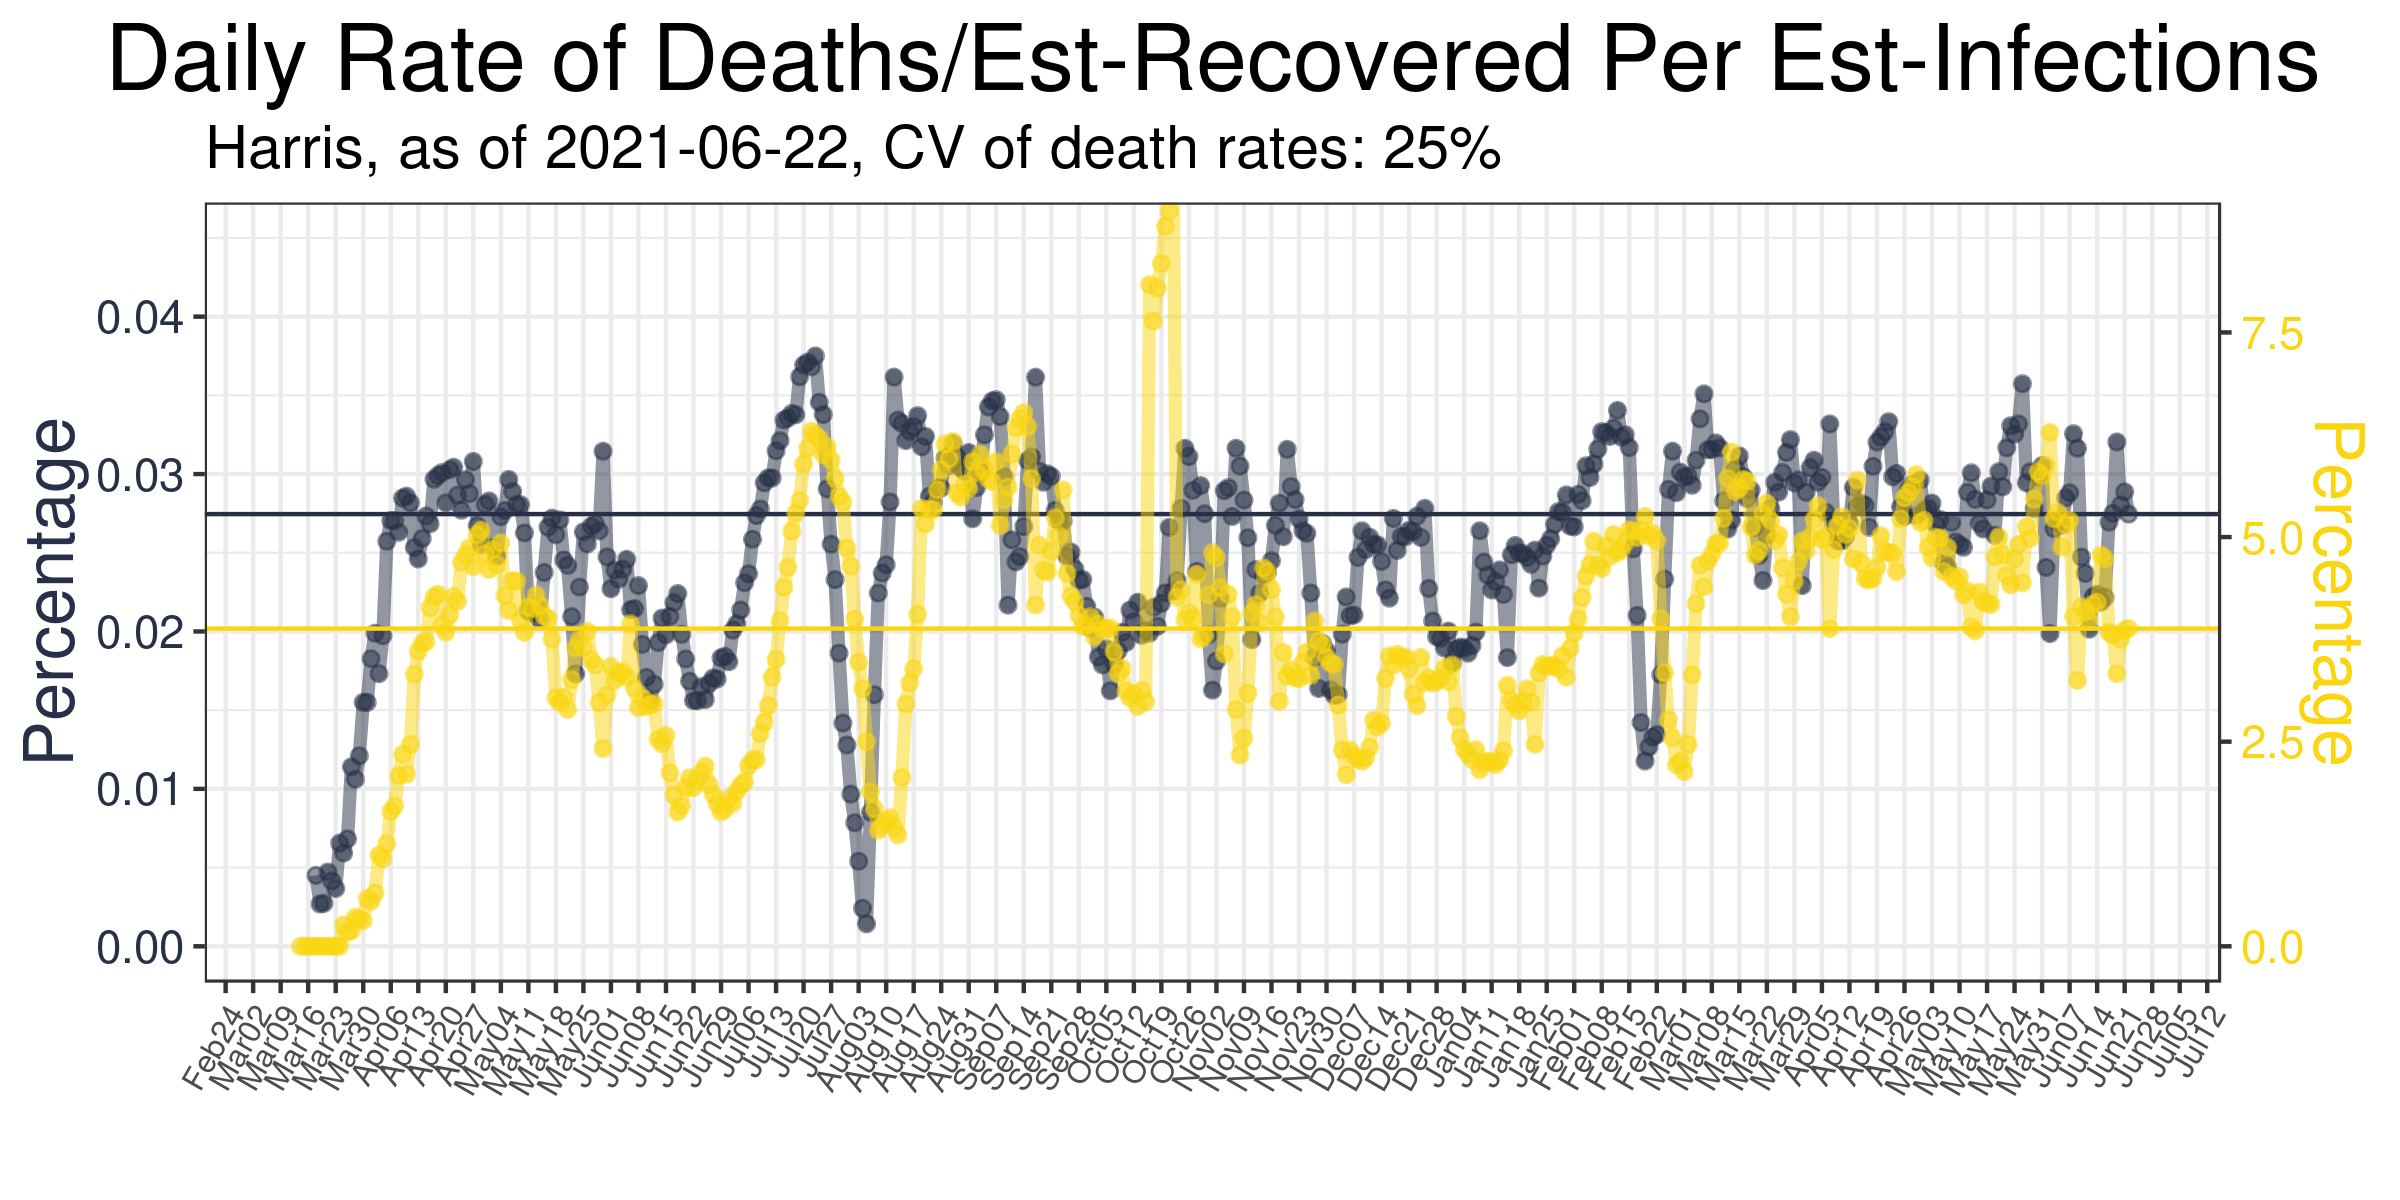 Daily Rate of Deaths/Est-Recovered Per Est-Infections
Harris, as of 2021-06-22, CV of death rates: 25%
Percentage
0.04
0.03
0.02
0.01
0.00
7.5
5.0
2.5
0.0
Percentage
Feb24
Mar02
Mar09
Mar16
Mar23
Mar30
Apr06
Apr13
Apr20
Apr27
May04
May11
May18
May25
Jun01
Jun08
Jun15
Jun22
Jun29
Jul06
Jul13
Jul20
Jul27
Aug03
Aug10
Aug17
Aug24
Aug31
Sep07
Sep14
Sep21
Sep28
Oct05
Oct12
Oct19
Oct26
Nov02
Nov09
Nov16
Nov23
Nov30
Dec07
Dec14
Dec21
Dec28
Jan04
Jan11
Jan18
Jan25
Feb01
Feb08
Feb15
Feb22
Mar01
Mar08
Mar15
Mar22
Mar29
Apr05
Apr12
Apr19
Apr26
May03
May10
May17
May24
May31
Jun07
Jun14
Jun21
Jun28
Jul05
Jul12